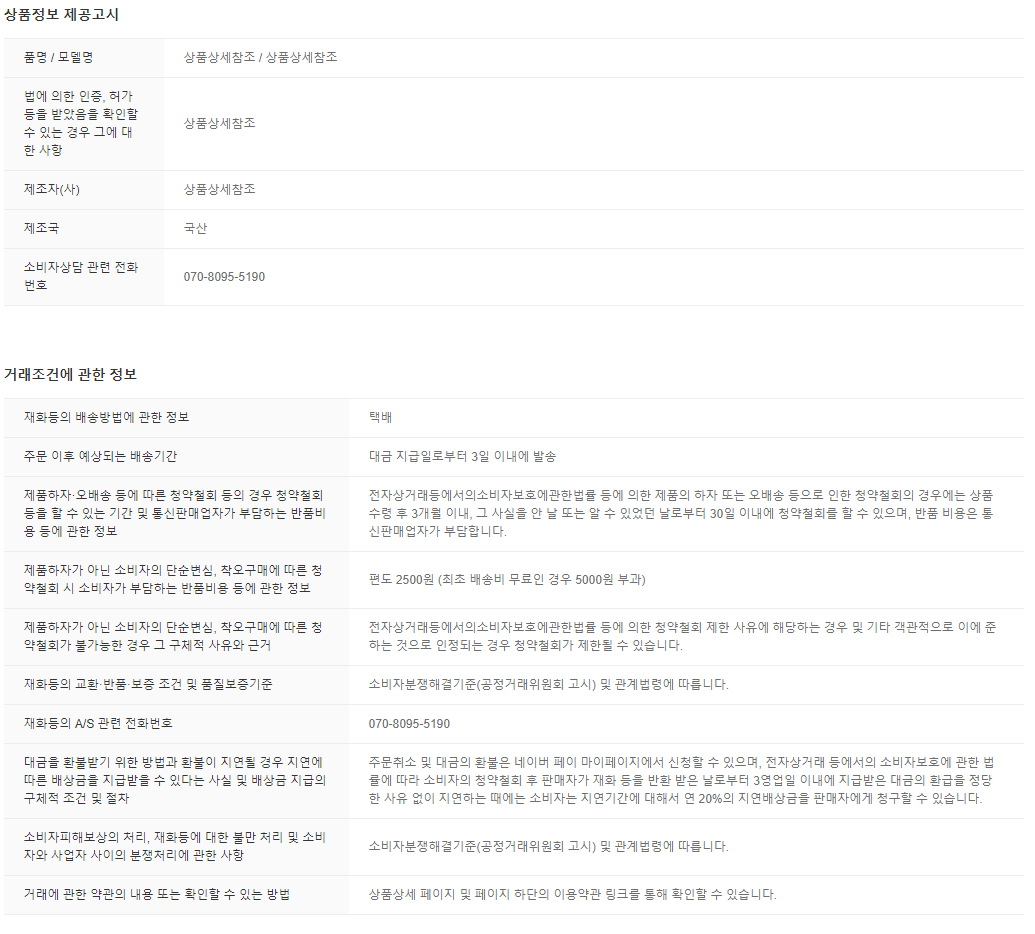 상품정보 제공고시
품명 / 모델명
상품상세참조 / 상품상세참조
법에 의한 인증, 허가
등을 받았음을 확인할
수 있는 경우 그에 대
한 사항
상품상세참조
제조자(사)
상품상세참조
제조국
국산
소비자상담 관련 전화
번호
070-8095-5190
거래조건에 관한 정보
재화등의 배송방법에 관한 정보
택배
주문 이후 예상되는 배송기간
대금 지급일로부터 3일 이내에 발송
제품하자·오배송 등에 따른 청약철회 등의 경우 청약철회
등을 할 수 있는 기간 및 통신판매업자가 부담하는 반품비
용 등에 관한 정보
전자상거래등에서의소비자보호에관한법률 등에 의한 제품의 하자 또는 오배송 등으로 인한 청약철회의 경우에는 상품
수령 후 3개월 이내, 그 사실을 안 날 또는 알 수 있었던 날로부터 30일 이내에 청약철회를 할 수 있으며, 반품 비용은 통
신판매업자가 부담합니다.
제품하자가 아닌 소비자의 단순변심, 착오구매에 따른 청
약철회 시 소비자가 부담하는 반품비용 등에 관한 정보
편도 2500원 (최초 배송비 무료인 경우 5000원 부과)
제품하자가 아닌 소비자의 단순변심, 착오구매에 따른 청
약철회가 불가능한 경우 그 구체적 사유와 근거
전자상거래등에서의소비자보호에관한법률 등에 의한 청약철회 제한 사유에 해당하는 경우 및 기타 객관적으로 이에 준
하는 것으로 인정되는 경우 청약철회가 제한될 수 있습니다.
재화등의 교환·반품·보증 조건 및 품질보증기준
소비자분쟁해결기준(공정거래위원회 고시) 및 관계법령에 따릅니다.
재화등의 A/S 관련 전화번호
070-8095-5190
대금을 환불받기 위한 방법과 환불이 지연될 경우 지연에
따른 배상금을 지급받을 수 있다는 사실 및 배상금 지급의
구체적 조건 및 절차
주문취소 및 대금의 환불은 네이버 페이 마이페이지에서 신청할 수 있으며, 전자상거래 등에서의 소비자보호에 관한 법
률에 따라 소비자의 청약철회 후 판매자가 재화 등을 반환 받은 날로부터 3영업일 이내에 지급받은 대금의 환급을 정당
한 사유 없이 지연하는 때에는 소비자는 지연기간에 대해서 연 20%의 지연배상금을 판매자에게 청구할 수 있습니다.
소비자피해보상의 처리, 재화등에 대한 불만 처리 및 소비
자와 사업자 사이의 분쟁처리에 관한 사항
소비자분쟁해결기준(공정거래위원회 고시) 및 관계법령에 따릅니다.
거래에 관한 약관의 내용 또는 확인할 수 있는 방법
상품상세 페이지 및 페이지 하단의 이용약관 링크를 통해 확인할 수 있습니다.